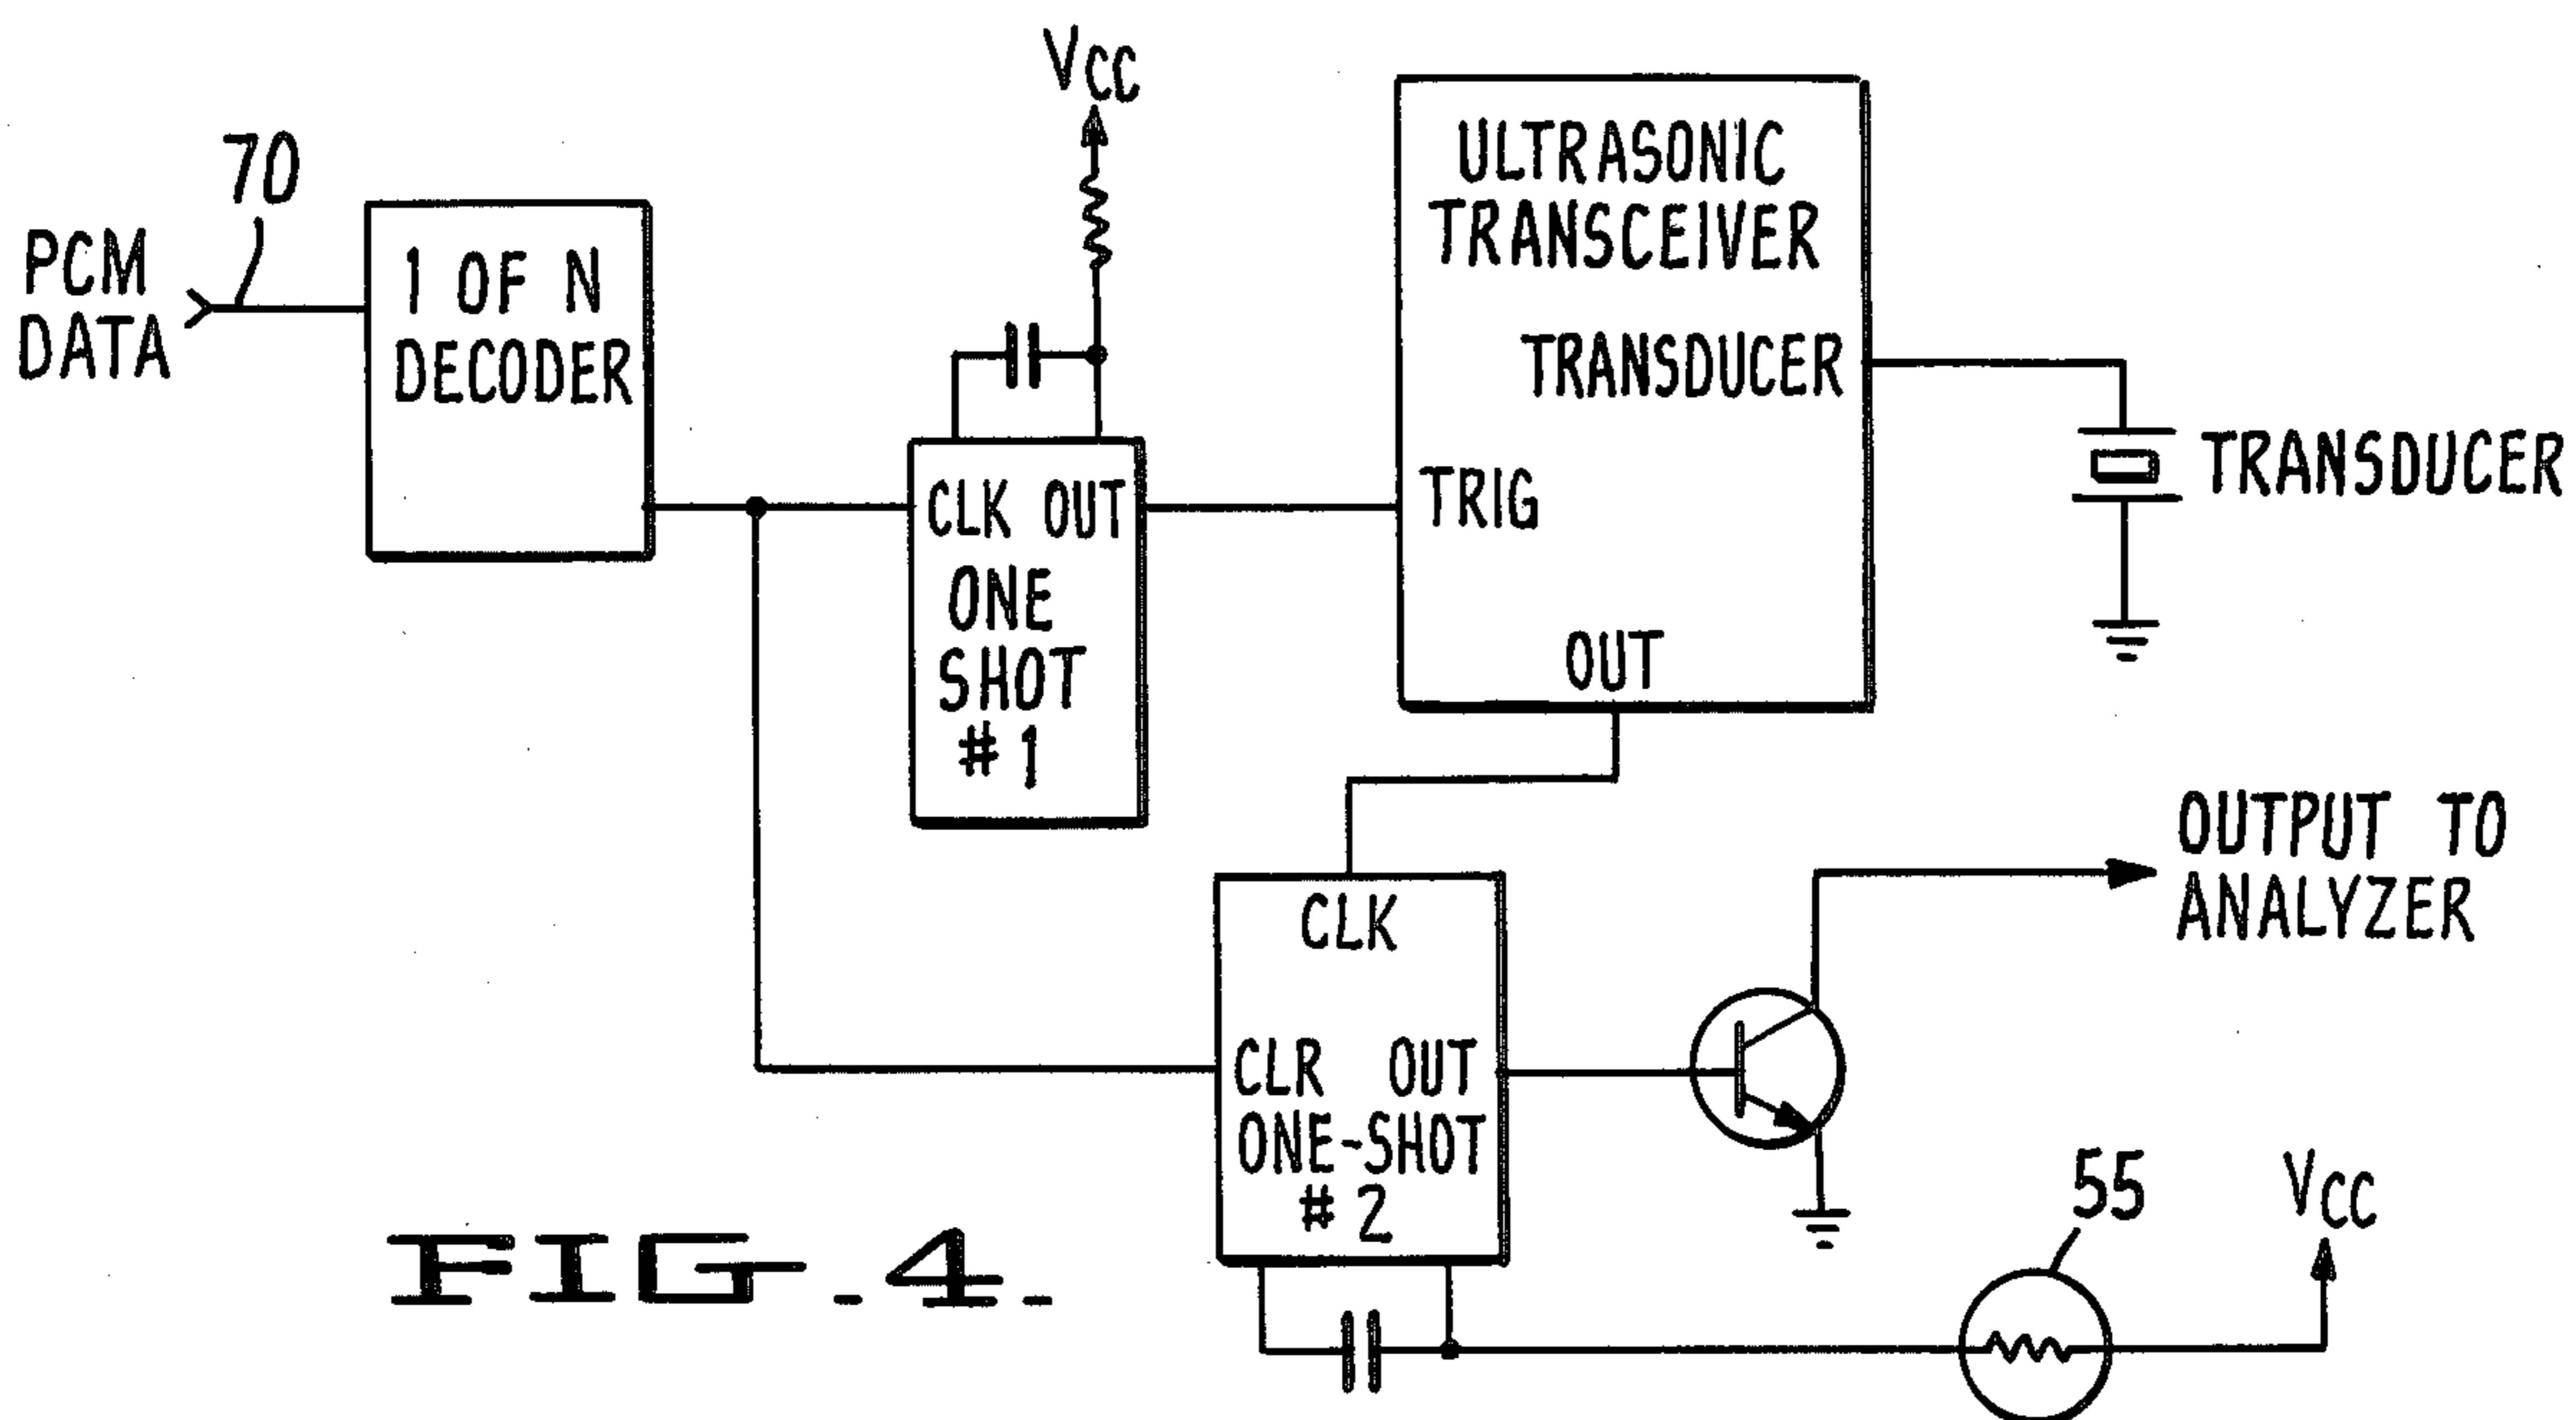 70
PCM
DATA
1 OF N
DECODER
VCC
CLK OUT
ONE
SHOT
# 1
ULTRASONIC
TRANSCEIVER
TRANSDUCER
TRIG
OUT
TRANSDUCER
OUTPUT TO
ANALYZER
CLK
CLR OUT
ONE-SHOT
# 2
55
VCC
FIG. 4.